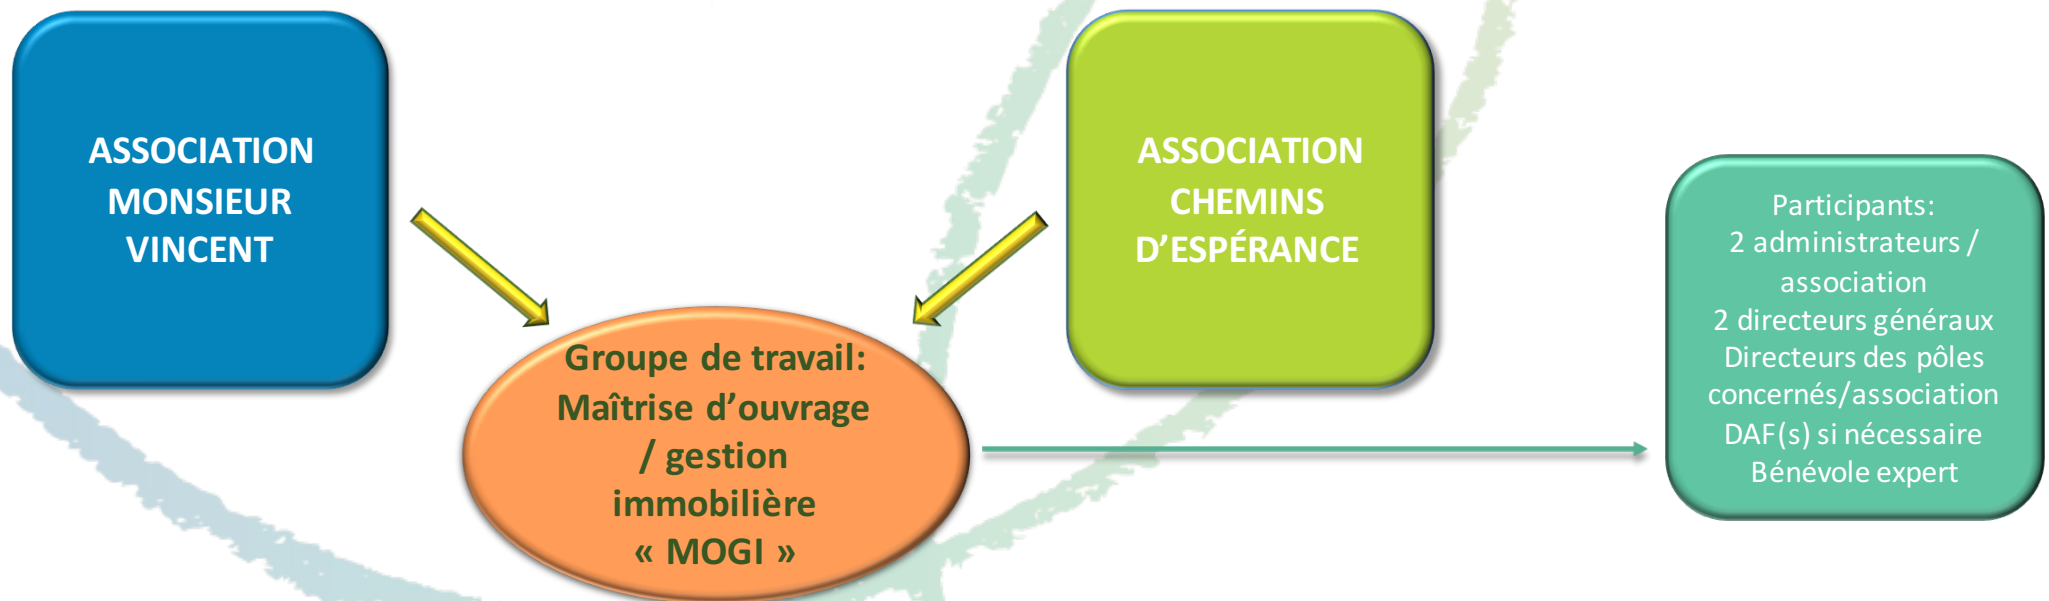 ASSOCIATION
MONSIEUR
VINCENT
ASSOCIATION
CHEMINS
D’ESPÉRANCE
Groupe de travail:
Maîtrise d’ouvrage
/ gestion
immobilière
« MOGI »
Participants:
2 administrateurs /
association
2 directeurs généraux
Directeurs des pôles
concernés/association
DAF(s) si nécessaire
Bénévole expert